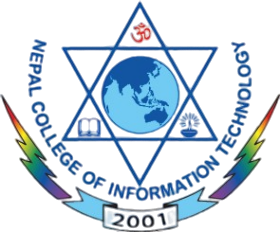 ॐ
NEPAL COLLEGE OF INFORMATION TECHNOLOGY
2001